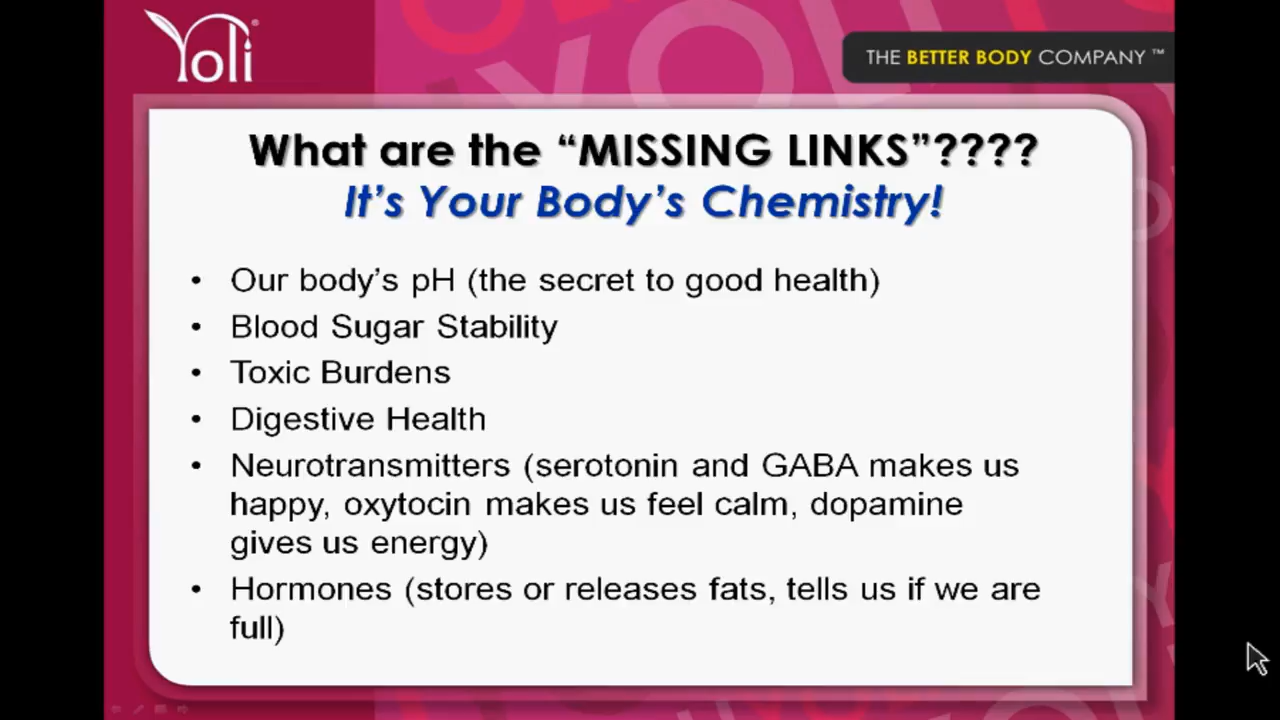 Yoli®
THE BETTER BODY COMPANY ™
What are the “MISSING LINKS”????
It’s Your Body’s Chemistry!
• Our body’s pH (the secret to good health)
• Blood Sugar Stability
• Toxic Burdens
• Digestive Health
• Neurotransmitters (serotonin and GABA makes us
happy, oxytocin makes us feel calm, dopamine
gives us energy)
• Hormones (stores or releases fats, tells us if we are
full)